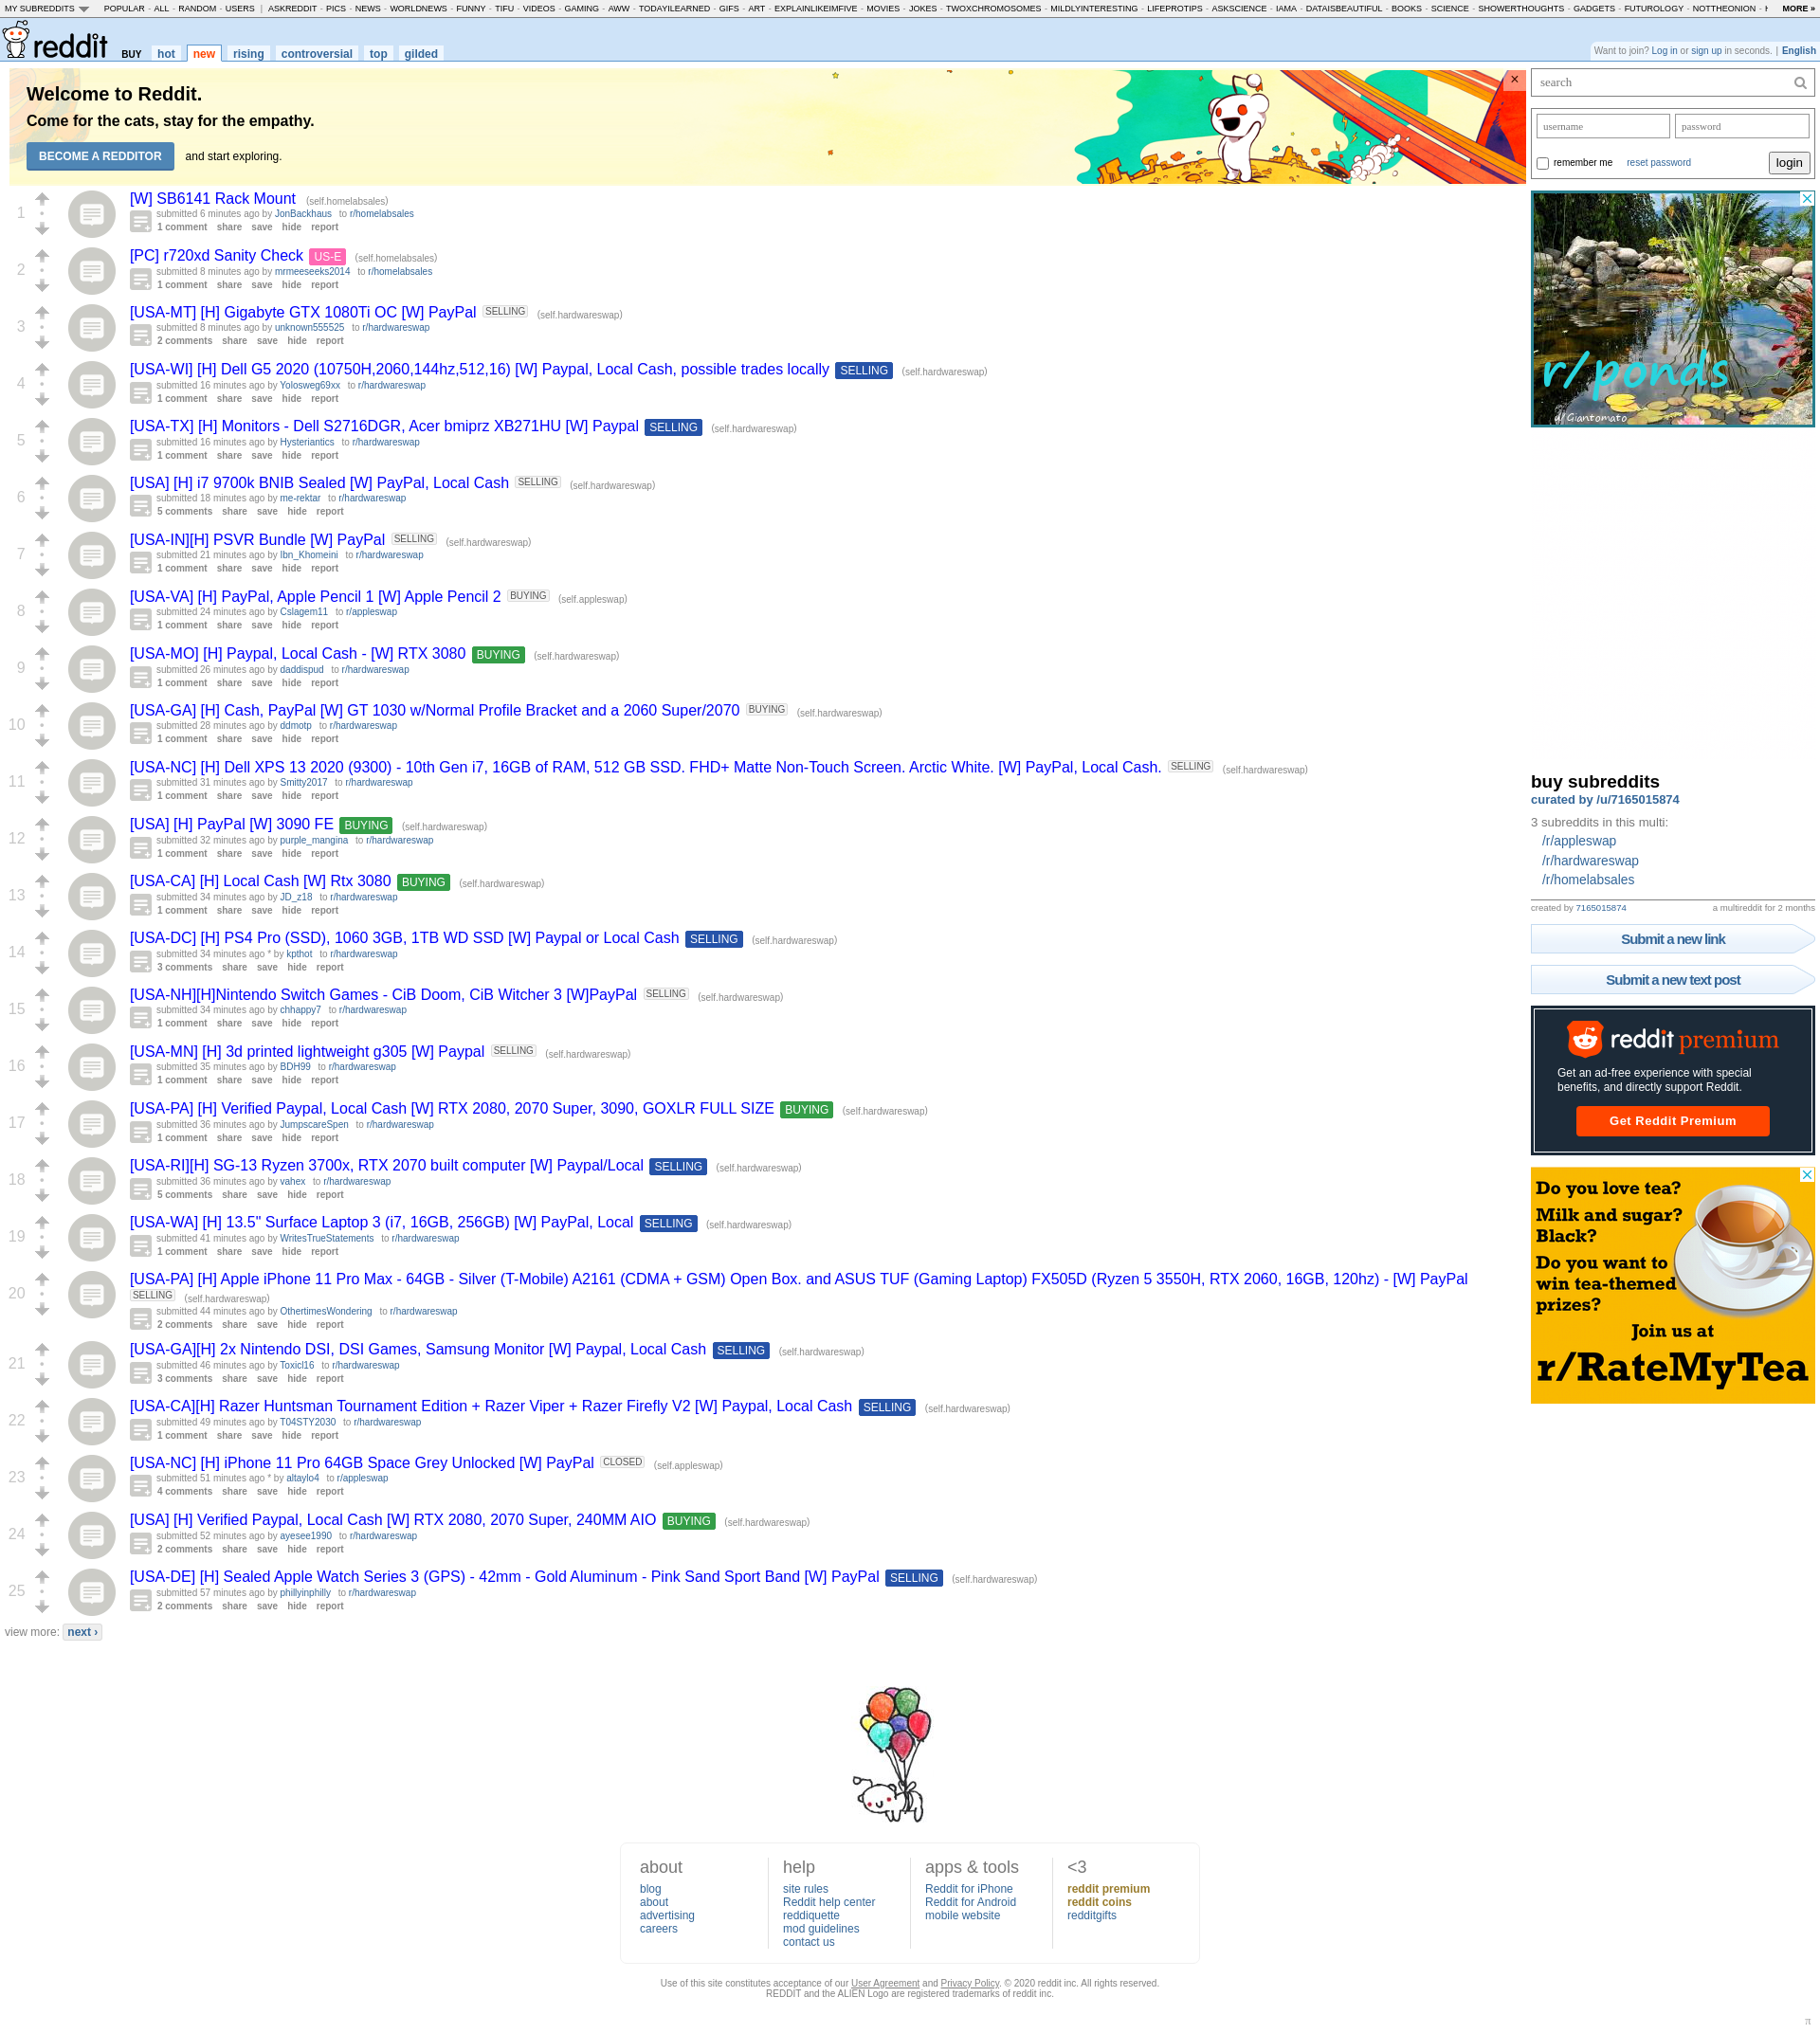 MY SUBREDDITS POPULAR - ALL - RANDOM - USERS | ASKREDDIT - PICS - NEWS - WORLDNEWS - FUNNY - TIFU - VIDEOS - GAMING - AWW - TODAYILEARNED - GIFS - ART - EXPLAINLIKEIMFIVE - MOVIES - JOKES - TWOXCHROMOSOMES - MILDLYINTERESTING - LIFEPROTIPS - ASKSCIENCE - IAMA - DATAISBEAUTIFUL - BOOKS - SCIENCE - SHOWERTHOUGHTS - GADGETS - FUTUROLOGY - NOTTHEONION - MORE »
reddit BUY hot new rising controversial top gilded
Want to join? Log in or sign up in seconds. | English
Welcome to Reddit.
Come for the cats, stay for the empathy.
BECOME A REDDITOR and start exploring.
×
1
[W] SB6141 Rack Mount (self.homelabsales)
submitted 6 minutes ago by JonBackhaus to r/homelabsales
1 comment share save hide report
2
[PC] r720xd Sanity Check US-E (self.homelabsales)
submitted 8 minutes ago by mrmeeseeks2014 to r/homelabsales
1 comment share save hide report
3
[USA-MT] [H] Gigabyte GTX 1080Ti OC [W] PayPal SELLING (self.hardwareswap)
submitted 8 minutes ago by unknown555525 to r/hardwareswap
2 comments share save hide report
4
[USA-WI] [H] Dell G5 2020 (10750H,2060,144hz,512,16) [W] Paypal, Local Cash, possible trades locally SELLING (self.hardwareswap)
submitted 16 minutes ago by Yolosweg69xx to r/hardwareswap
1 comment share save hide report
5
[USA-TX] [H] Monitors - Dell S2716DGR, Acer bmiprz XB271HU [W] Paypal SELLING (self.hardwareswap)
submitted 16 minutes ago by Hysteriantics to r/hardwareswap
1 comment share save hide report
6
[USA] [H] i7 9700k BNIB Sealed [W] PayPal, Local Cash SELLING (self.hardwareswap)
submitted 18 minutes ago by me-rektar to r/hardwareswap
5 comments share save hide report
7
[USA-IN][H] PSVR Bundle [W] PayPal SELLING (self.hardwareswap)
submitted 21 minutes ago by Ibn_Khomeini to r/hardwareswap
1 comment share save hide report
8
[USA-VA] [H] PayPal, Apple Pencil 1 [W] Apple Pencil 2 BUYING (self.appleswap)
submitted 24 minutes ago by Cslagem11 to r/appleswap
1 comment share save hide report
9
[USA-MO] [H] Paypal, Local Cash - [W] RTX 3080 BUYING (self.hardwareswap)
submitted 26 minutes ago by daddispud to r/hardwareswap
1 comment share save hide report
10
[USA-GA] [H] Cash, PayPal [W] GT 1030 w/Normal Profile Bracket and a 2060 Super/2070 BUYING (self.hardwareswap)
submitted 28 minutes ago by ddmotp to r/hardwareswap
1 comment share save hide report
11
[USA-NC] [H] Dell XPS 13 2020 (9300) - 10th Gen i7, 16GB of RAM, 512 GB SSD. FHD+ Matte Non-Touch Screen. Arctic White. [W] PayPal, Local Cash. SELLING (self.hardwareswap)
submitted 31 minutes ago by Smitty2017 to r/hardwareswap
1 comment share save hide report
12
[USA] [H] PayPal [W] 3090 FE BUYING (self.hardwareswap)
submitted 32 minutes ago by purple_mangina to r/hardwareswap
1 comment share save hide report
13
[USA-CA] [H] Local Cash [W] Rtx 3080 BUYING (self.hardwareswap)
submitted 34 minutes ago by JD_z18 to r/hardwareswap
1 comment share save hide report
14
[USA-DC] [H] PS4 Pro (SSD), 1060 3GB, 1TB WD SSD [W] Paypal or Local Cash SELLING (self.hardwareswap)
submitted 34 minutes ago * by kpthot to r/hardwareswap
3 comments share save hide report
15
[USA-NH][H]Nintendo Switch Games - CiB Doom, CiB Witcher 3 [W]PayPal SELLING (self.hardwareswap)
submitted 34 minutes ago by chhappy7 to r/hardwareswap
1 comment share save hide report
16
[USA-MN] [H] 3d printed lightweight g305 [W] Paypal SELLING (self.hardwareswap)
submitted 35 minutes ago by BDH99 to r/hardwareswap
1 comment share save hide report
17
[USA-PA] [H] Verified Paypal, Local Cash [W] RTX 2080, 2070 Super, 3090, GOXLR FULL SIZE BUYING (self.hardwareswap)
submitted 36 minutes ago by JumpscareSpen to r/hardwareswap
1 comment share save hide report
18
[USA-RI][H] SG-13 Ryzen 3700x, RTX 2070 built computer [W] Paypal/Local SELLING (self.hardwareswap)
submitted 36 minutes ago by vahex to r/hardwareswap
5 comments share save hide report
19
[USA-WA] [H] 13.5" Surface Laptop 3 (i7, 16GB, 256GB) [W] PayPal, Local SELLING (self.hardwareswap)
submitted 41 minutes ago by WritesTrueStatements to r/hardwareswap
1 comment share save hide report
20
[USA-PA] [H] Apple iPhone 11 Pro Max - 64GB - Silver (T-Mobile) A2161 (CDMA + GSM) Open Box. and ASUS TUF (Gaming Laptop) FX505D (Ryzen 5 3550H, RTX 2060, 16GB, 120hz) - [W] PayPal
SELLING (self.hardwareswap)
submitted 44 minutes ago by OthertimesWondering to r/hardwareswap
2 comments share save hide report
21
[USA-GA][H] 2x Nintendo DSI, DSI Games, Samsung Monitor [W] Paypal, Local Cash SELLING (self.hardwareswap)
submitted 46 minutes ago by Toxicl16 to r/hardwareswap
3 comments share save hide report
22
[USA-CA][H] Razer Huntsman Tournament Edition + Razer Viper + Razer Firefly V2 [W] Paypal, Local Cash SELLING (self.hardwareswap)
submitted 49 minutes ago by T04STY2030 to r/hardwareswap
1 comment share save hide report
23
[USA-NC] [H] iPhone 11 Pro 64GB Space Grey Unlocked [W] PayPal CLOSED (self.appleswap)
submitted 51 minutes ago * by altaylo4 to r/appleswap
4 comments share save hide report
24
[USA] [H] Verified Paypal, Local Cash [W] RTX 2080, 2070 Super, 240MM AIO BUYING (self.hardwareswap)
submitted 52 minutes ago by ayesee1990 to r/hardwareswap
2 comments share save hide report
25
[USA-DE] [H] Sealed Apple Watch Series 3 (GPS) - 42mm - Gold Aluminum - Pink Sand Sport Band [W] PayPal SELLING (self.hardwareswap)
submitted 57 minutes ago by phillyinphilly to r/hardwareswap
2 comments share save hide report
view more: next ›
search
username password
remember me reset password login
r/ponds
u/Giantomato
buy subreddits
curated by /u/7165015874
3 subreddits in this multi:
/r/appleswap
/r/hardwareswap
/r/homelabsales
created by 7165015874 a multireddit for 2 months
Submit a new link
Submit a new text post
reddit premium
Get an ad-free experience with special
benefits, and directly support Reddit.
Get Reddit Premium
Do you love tea?
Milk and sugar?
Black?
Do you want to
win tea-themed
prizes?
Join us at
r/RateMyTea
about
blog
about
advertising
careers
help
site rules
Reddit help center
reddiquette
mod guidelines
contact us
apps & tools
Reddit for iPhone
Reddit for Android
mobile website
<3
reddit premium
reddit coins
redditgifts
Use of this site constitutes acceptance of our User Agreement and Privacy Policy. © 2020 reddit inc. All rights reserved.
REDDIT and the ALIEN Logo are registered trademarks of reddit inc.
π